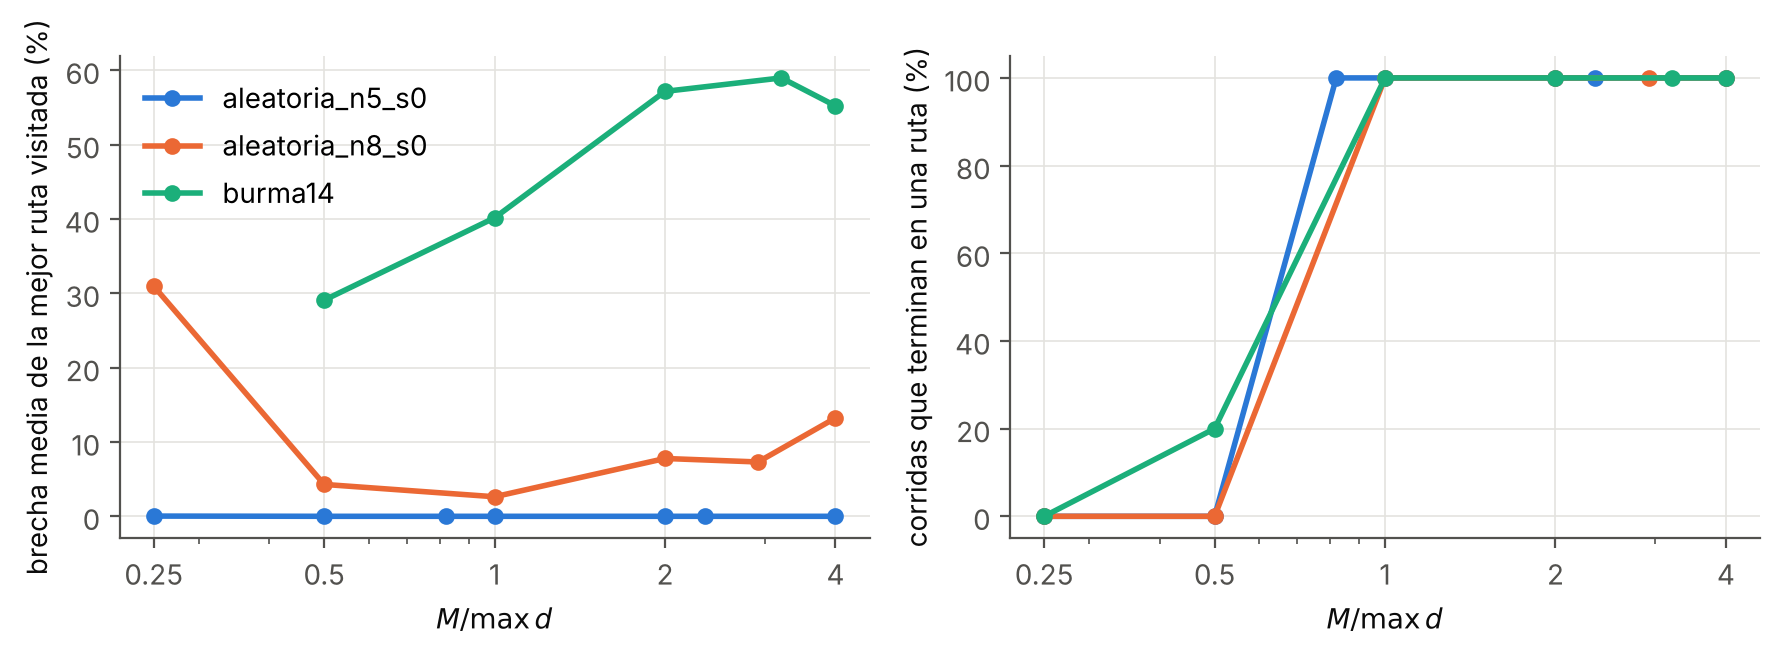 brecha media de la mejor ruta visitada (%)
60
50
40
30
20
10
0
aleatoria_n5_s0
aleatoria_n8_s0
burma14
0.25 0.5 1 2 4
M/max d
corridas que terminan en una ruta (%)
100
80
60
40
20
0
0.25 0.5 1 2 4
M/max d